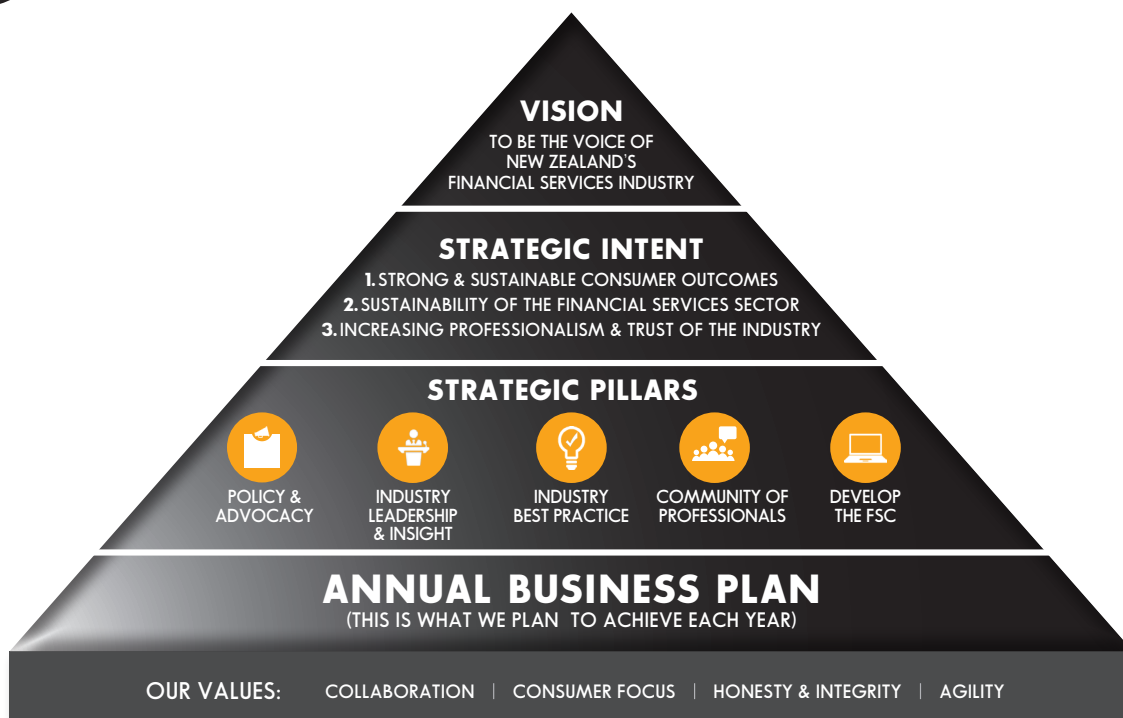 VISION
TO BE THE VOICE OF
NEW ZEALAND'S
FINANCIAL SERVICES INDUSTRY
STRATEGIC INTENT
1. STRONG & SUSTAINABLE CONSUMER OUTCOMES
2. SUSTAINABILITY OF THE FINANCIAL SERVICES SECTOR
3. INCREASING PROFESSIONALISM & TRUST OF THE INDUSTRY
STRATEGIC PILLARS
POLICY &
ADVOCACY
INDUSTRY
LEADERSHIP
& INSIGHT
INDUSTRY
BEST PRACTICE
COMMUNITY OF
PROFESSIONALS
DEVELOP
THE FSC
ANNUAL BUSINESS PLAN
(THIS IS WHAT WE PLAN TO ACHIEVE EACH YEAR)
OUR VALUES: COLLABORATION | CONSUMER FOCUS | HONESTY & INTEGRITY | AGILITY